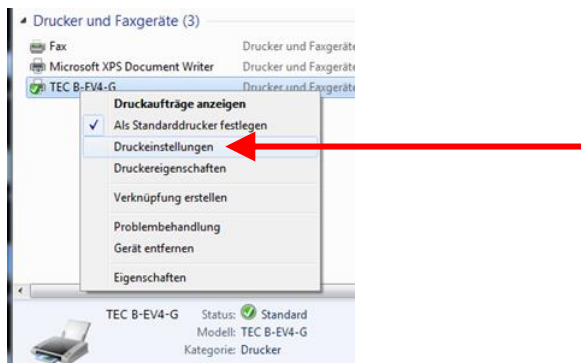 Drucker und Faxgeräte (3)
Fax Drucker und Faxgeräte
Microsoft XPS Document Writer Drucker und Faxgeräte
TEC B-EV4-G Drucker und Faxgeräte
Druckaufträge anzeigen
Als Standarddrucker festlegen
Druckeinstellungen
Druckereigenschaften
Verknüpfung erstellen
Problembehandlung
Gerät entfernen
Eigenschaften
TEC B-EV4-G Status: Standard
Modell: TEC B-EV4-G
Kategorie: Drucker